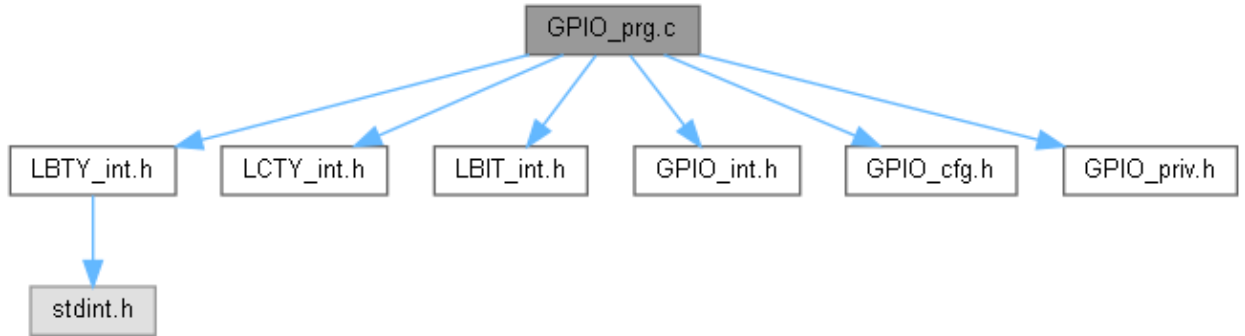 GPIO_prg.c
LBTY_int.h
LCTY_int.h
LBIT_int.h
GPIO_int.h
GPIO_cfg.h
GPIO_priv.h
stdint.h